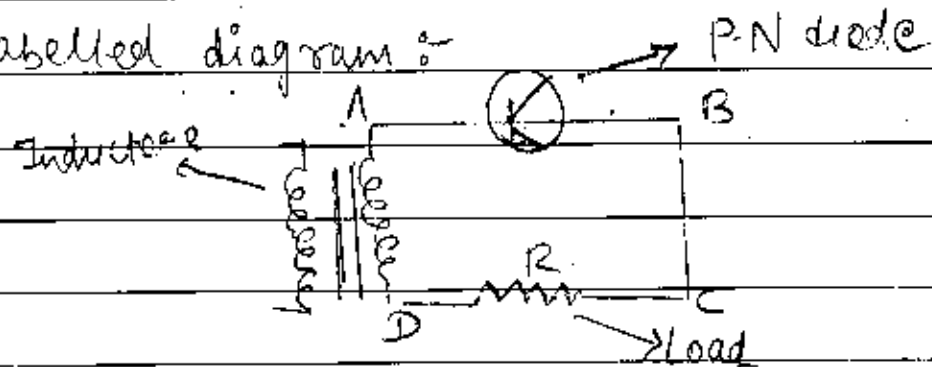 abelled diagram :-
P-N diode
A
B
Inductance
R
D
C
Load